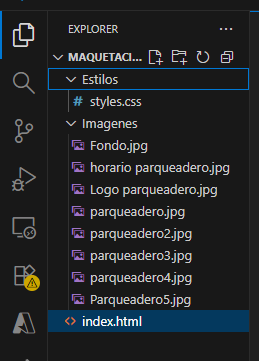 EXPLORER
MAQUETACI...
Estilos
# styles.css
Imagenes
Fondo.jpg
horario parqueadero.jpg
Logo parqueadero.jpg
parqueadero.jpg
parqueadero2.jpg
parqueadero3.jpg
parqueadero4.jpg
Parqueadero5.jpg
<> index.html